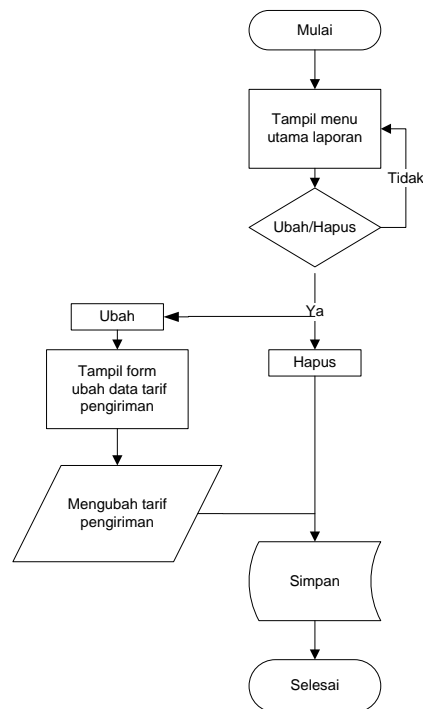 Mulai
Tampil menu
utama laporan
Tidak
Ubah/Hapus
Ya
Ubah
Hapus
Tampil form
ubah data tarif
pengiriman
Mengubah tarif
pengiriman
Simpan
Selesai